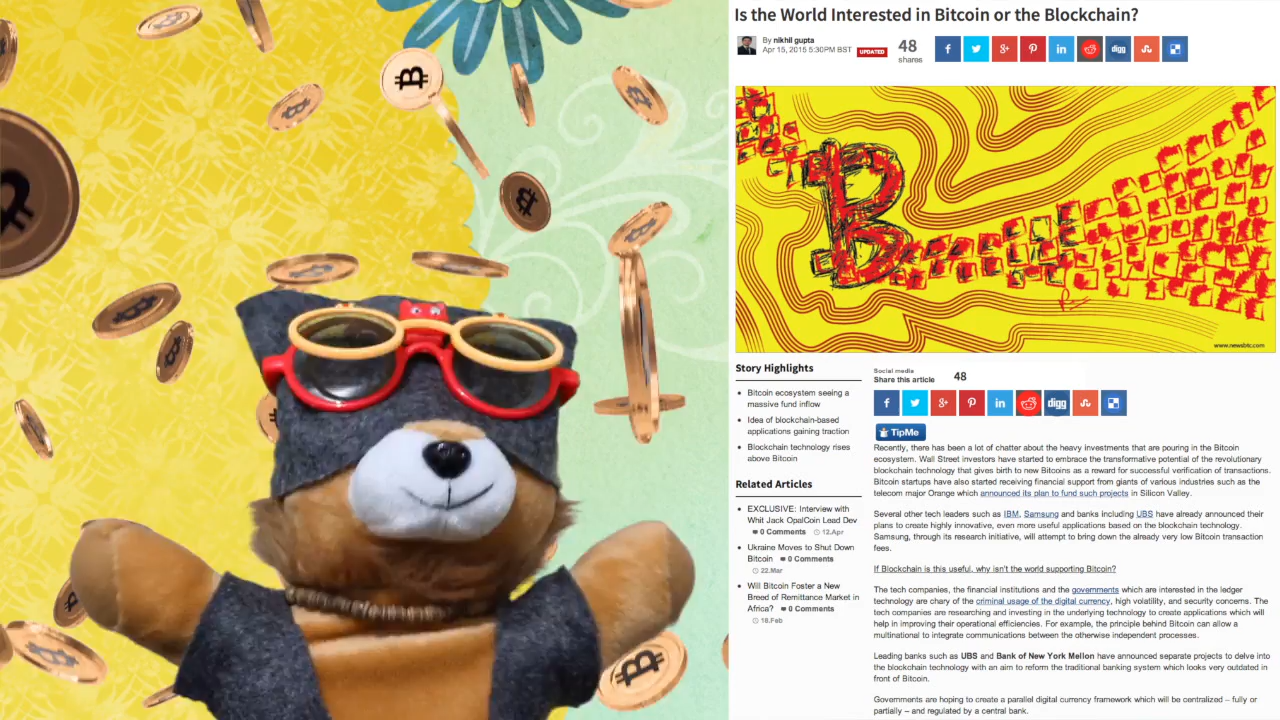 Is the World Interested in Bitcoin or the Blockchain?
By nikhil gupta
Apr 15, 2015 5:30PM BST
UPDATED
48
shares
digg
www.newsbtc.com
Story Highlights
Bitcoin ecosystem seeing a
massive fund inflow
Idea of blockchain-based
applications gaining traction
Blockchain technology rises
above Bitcoin
Related Articles
EXCLUSIVE: Interview with
Whit Jack OpalCoin Lead Dev
0 Comments 12.Apr
Ukraine Moves to Shut Down
Bitcoin 0 Comments
22.Mar
Will Bitcoin Foster a New
Breed of Remittance Market in
Africa? 0 Comments
18.Feb
Social media
Share this article 48
digg
TipMe
Recently, there has been a lot of chatter about the heavy investments that are pouring in the Bitcoin
ecosystem. Wall Street investors have started to embrace the transformative potential of the revolutionary
blockchain technology that gives birth to new Bitcoins as a reward for successful verification of transactions.
Bitcoin startups have also started receiving financial support from giants of various industries such as the
telecom major Orange which announced its plan to fund such projects in Silicon Valley.
Several other tech leaders such as IBM, Samsung and banks including UBS have already announced their
plans to create highly innovative, even more useful applications based on the blockchain technology.
Samsung, through its research initiative, will attempt to bring down the already very low Bitcoin transaction
fees.
If Blockchain is this useful, why isn't the world supporting Bitcoin?
The tech companies, the financial institutions and the governments which are interested in the ledger
technology are chary of the criminal usage of the digital currency, high volatility, and security concerns. The
tech companies are researching and investing in the underlying technology to create applications which will
help in improving their operational efficiencies. For example, the principle behind Bitcoin can allow a
multinational to integrate communications between the otherwise independent processes.
Leading banks such as UBS and Bank of New York Mellon have announced separate projects to delve into
the blockchain technology with an aim to reform the traditional banking system which looks very outdated in
front of Bitcoin.
Governments are hoping to create a parallel digital currency framework which will be centralized – fully or
partially – and regulated by a central bank.